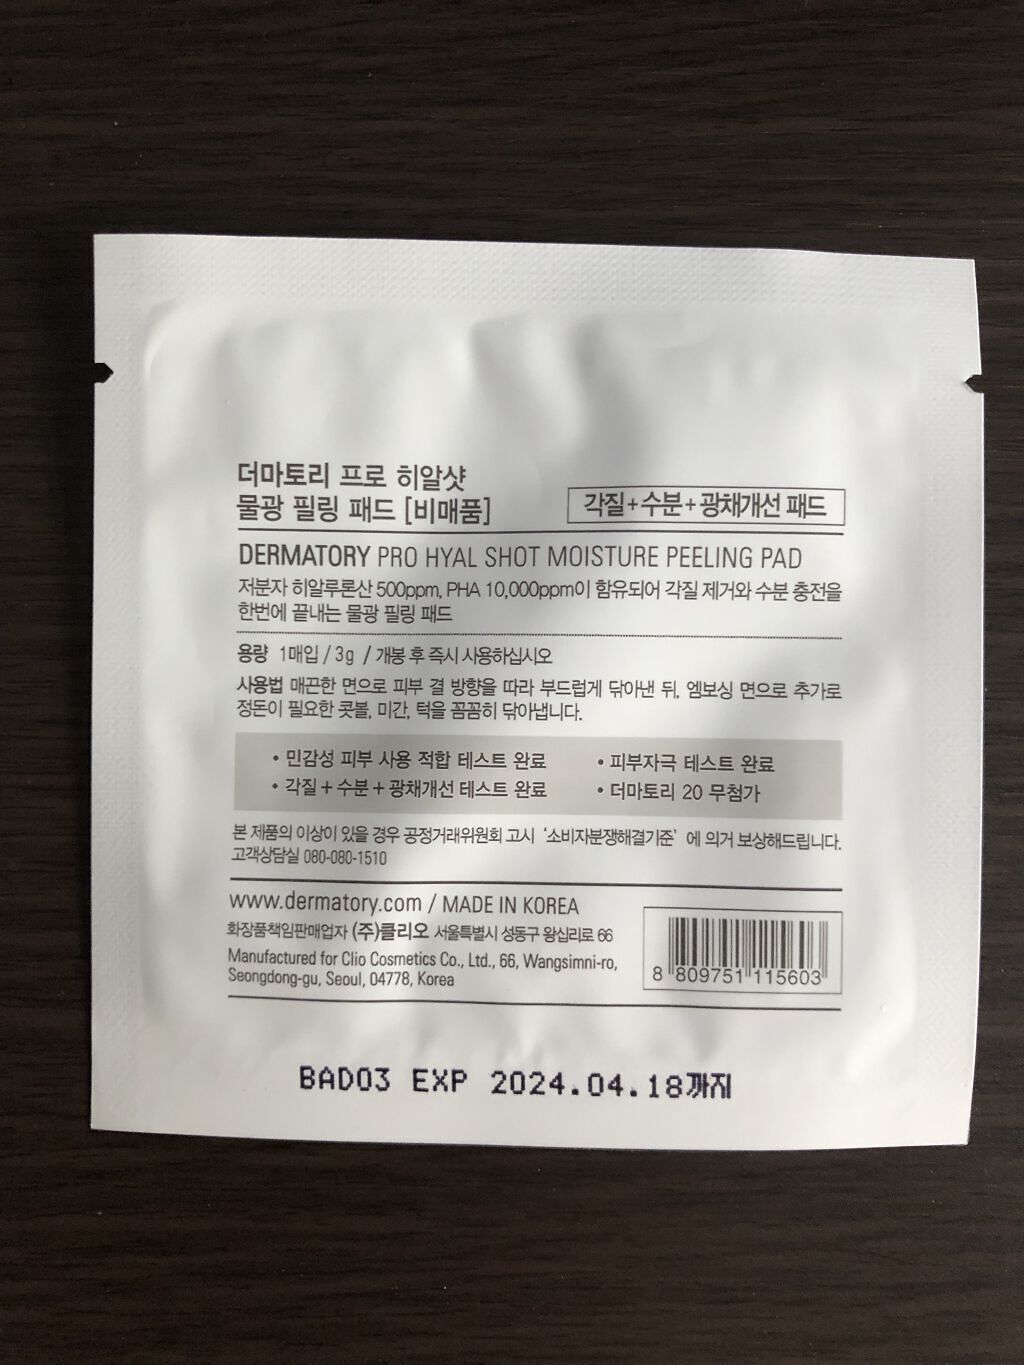 더마토리 프로 히알샷
물광 필링 패드 [비매품]
각질+수분+광채개선 패드
DERMATORY PRO HYAL SHOT MOISTURE PEELING PAD
저분자 히알루론산 500ppm, PHA 10,000ppm이 함유되어 각질 제거와 수분 충전을
한번에 끝내는 물광 필링 패드
용량 1매입 / 3g / 개봉 후 즉시 사용하십시오
사용법 매끈한 면으로 피부 결 방향을 따라 부드럽게 닦아낸 뒤, 엠보싱 면으로 추가로
정돈이 필요한 콧볼, 미간, 턱을 꼼꼼히 닦아냅니다.
• 민감성 피부 사용 적합 테스트 완료
• 피부자극 테스트 완료
• 각질+수분+광채개선 테스트 완료
• 더마토리 20 무첨가
본 제품의 이상이 있을 경우 공정거래위원회 고시 '소비자분쟁해결기준' 에 의거 보상해드립니다.
고객상담실 080-080-1510
www.dermatory.com / MADE IN KOREA
화장품책임판매업자 (주)클리오 서울특별시 성동구 왕십리로 66
Manufactured for Clio Cosmetics Co., Ltd., 66, Wangsimni-ro,
Seongdong-gu, Seoul, 04778, Korea
8 809751 115603
BAD03 EXP 2024.04.18까지